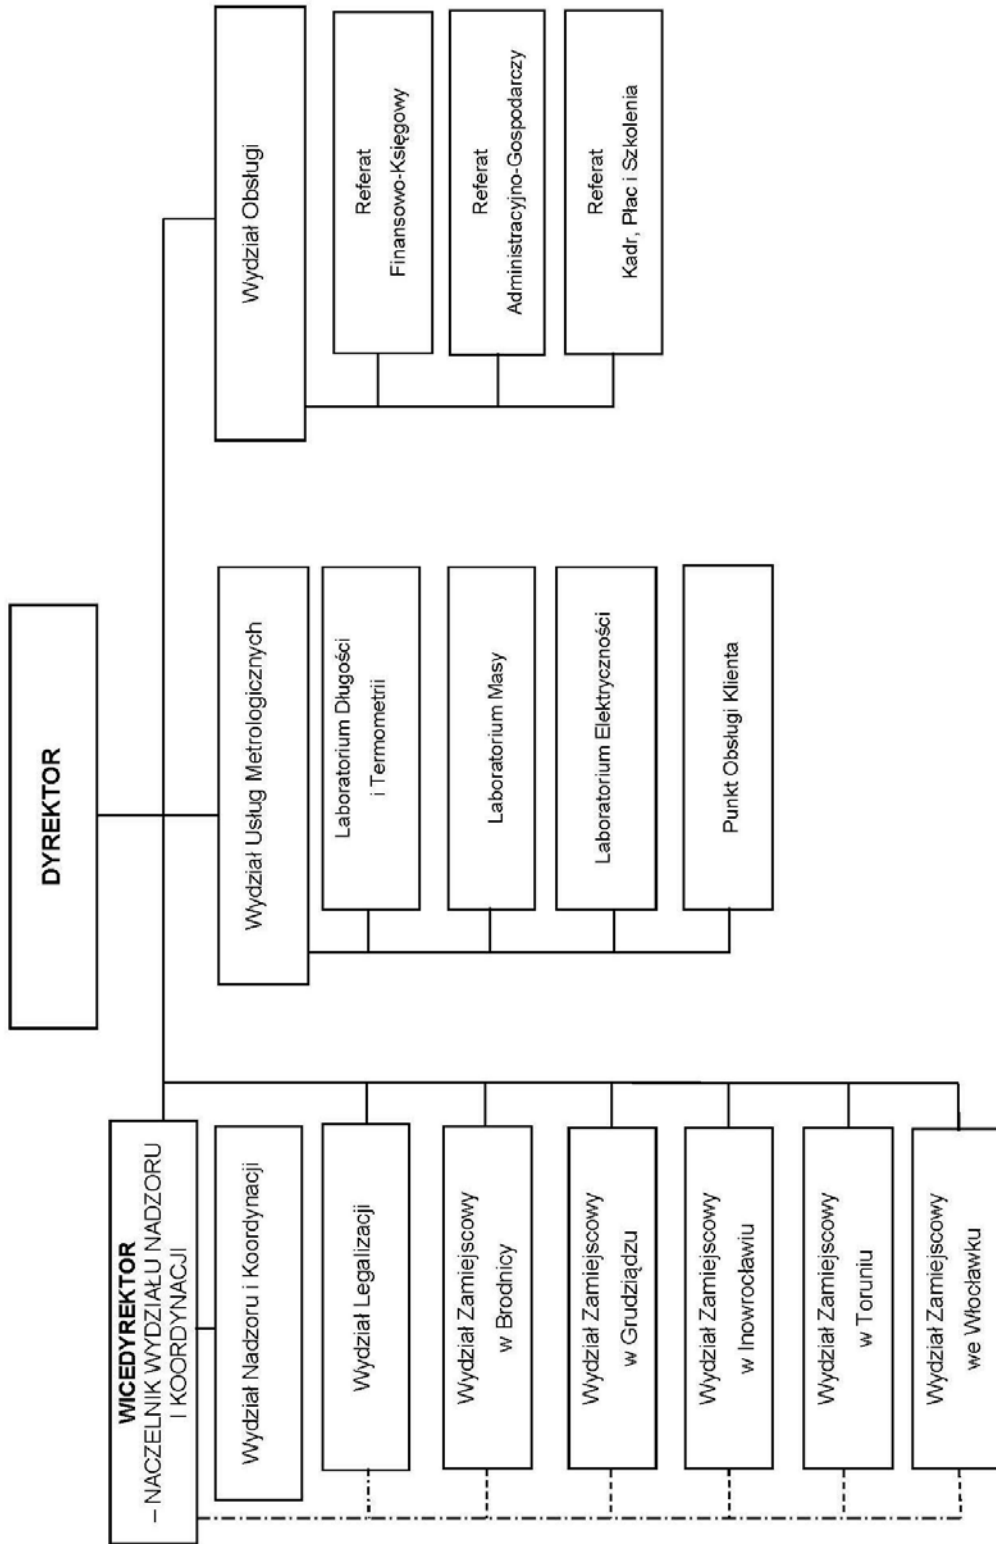 DYREKTOR
WICEDYREKTOR
– NACZELNIK WYDZIAŁU NADZORU
I KOORDYNACJI
Wydział Nadzoru i Koordynacji
Wydział Legalizacji
Wydział Zamiejscowy
w Brodnicy
Wydział Zamiejscowy
w Grudziądzu
Wydział Zamiejscowy
w Inowrocławiu
Wydział Zamiejscowy
w Toruniu
Wydział Zamiejscowy
we Włocławku
Wydział Usług Metrologicznych
Laboratorium Długości
i Termometrii
Laboratorium Masy
Laboratorium Elektryczności
Punkt Obsługi Klienta
Wydział Obsługi
Referat
Finansowo-Księgowy
Referat
Administracyjno-Gospodarczy
Referat
Kadr, Płac i Szkolenia